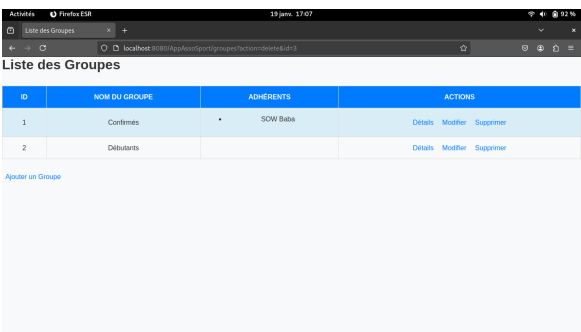 Activités Firefox ESR 19 janv. 17:07 92 %
Liste des Groupes
localhost:8080/AppAssoSport/groupes?action=delete&id=3
Liste des Groupes
ID NOM DU GROUPE ADHÉRENTS ACTIONS
1 Confirmés • SOW Baba Détails Modifier Supprimer
2 Débutants Détails Modifier Supprimer
Ajouter un Groupe